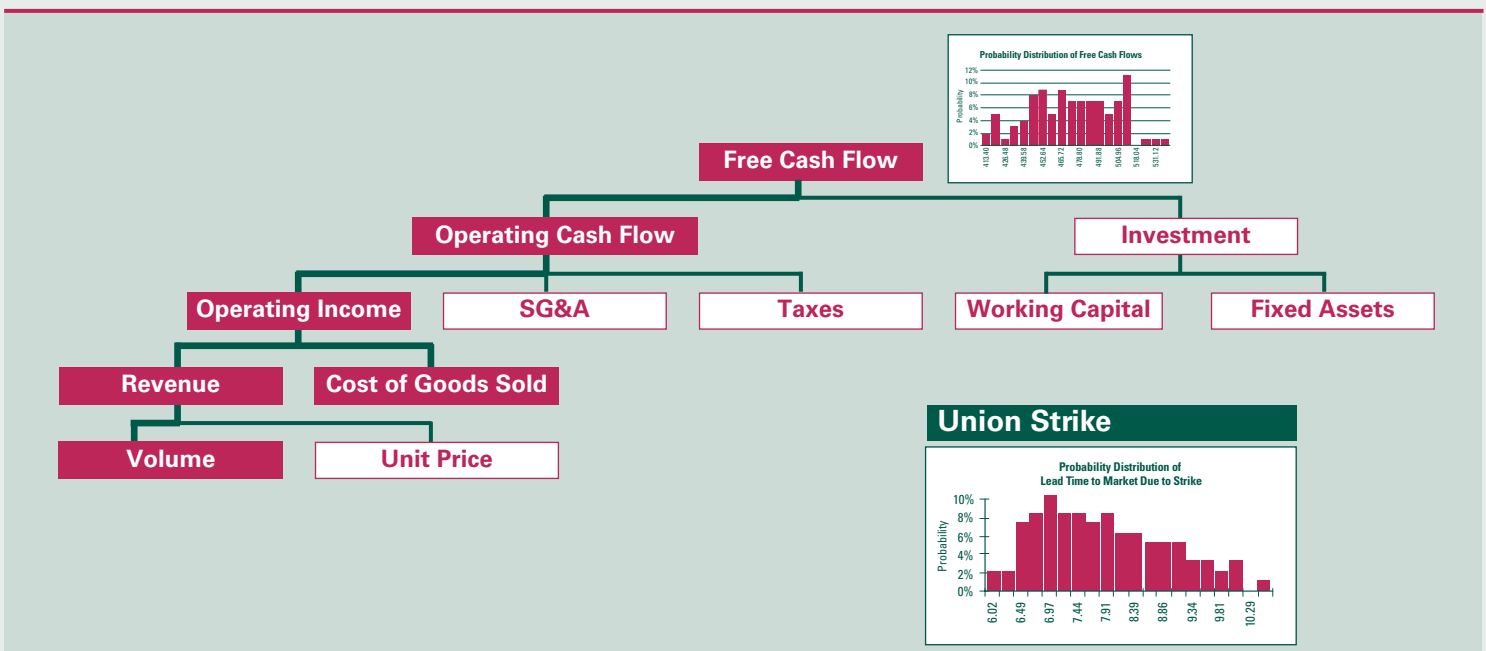 Probability Distribution of Free Cash Flows
12%
10%
8%
6%
4%
2%
0%
Probability
413.40
426.48
439.58
452.64
465.72
478.80
491.88
504.96
518.04
531.12
Free Cash Flow
Operating Cash Flow
Investment
Operating Income
SG&A
Taxes
Working Capital
Fixed Assets
Revenue
Cost of Goods Sold
Volume
Unit Price
Union Strike
Probability Distribution of
Lead Time to Market Due to Strike
10%
8%
6%
4%
2%
0%
Probability
6.02
6.49
6.97
7.44
7.91
8.39
8.86
9.34
9.81
10.29